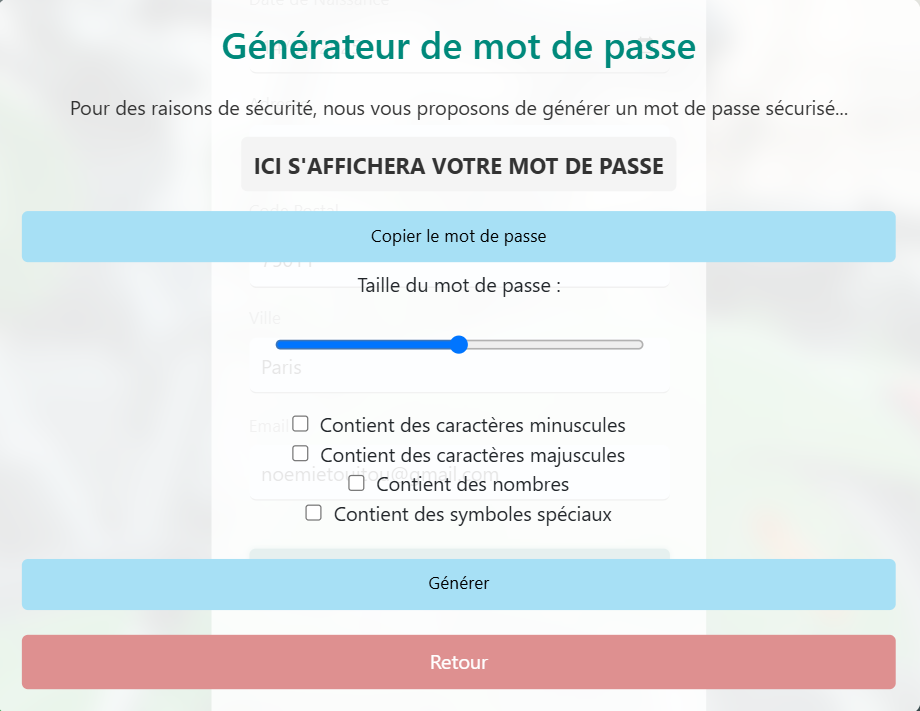 Date de Naissance
Générateur de mot de passe
Pour des raisons de sécurité, nous vous proposons de générer un mot de passe sécurisé...
ICI S'AFFICHERA VOTRE MOT DE PASSE
Code Postal
Copier le mot de passe
Taille du mot de passe :
Ville
Paris
Email
Contient des caractères minuscules
Contient des caractères majuscules
noemietouitou@gmail.com
Contient des nombres
Contient des symboles spéciaux
Générer
Retour